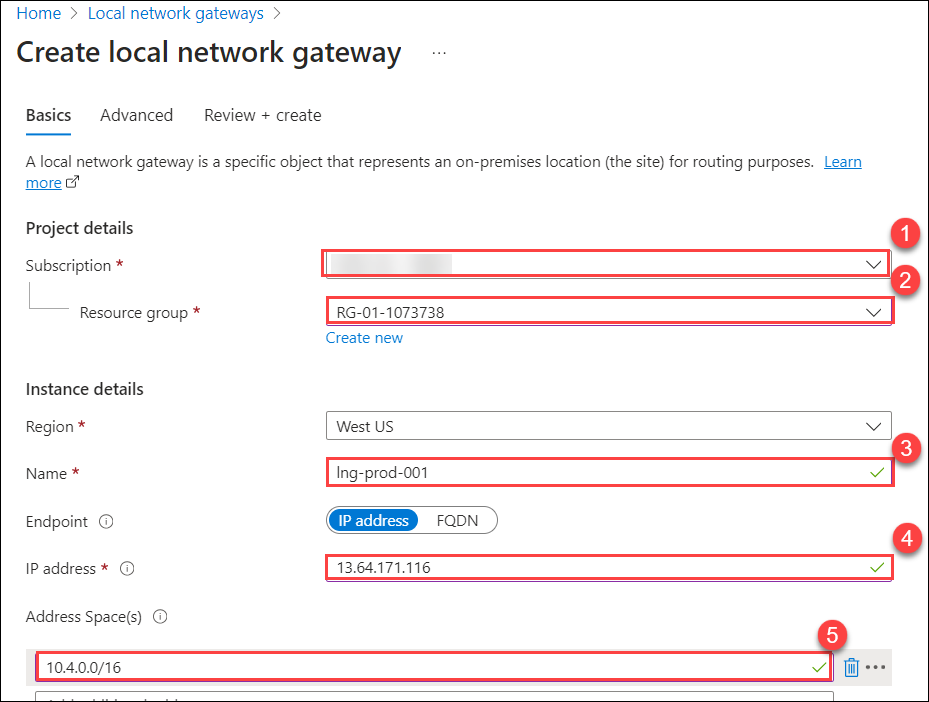 Home > Local network gateways >
Create local network gateway ...
Basics Advanced Review + create
A local network gateway is a specific object that represents an on-premises location (the site) for routing purposes. Learn
more
Project details
1
Subscription *
2
Resource group * RG-01-1073738
Create new
Instance details
Region * West US
3
Name * lng-prod-001
Endpoint IP address FQDN
4
IP address * 13.64.171.116
Address Space(s)
5
10.4.0.0/16